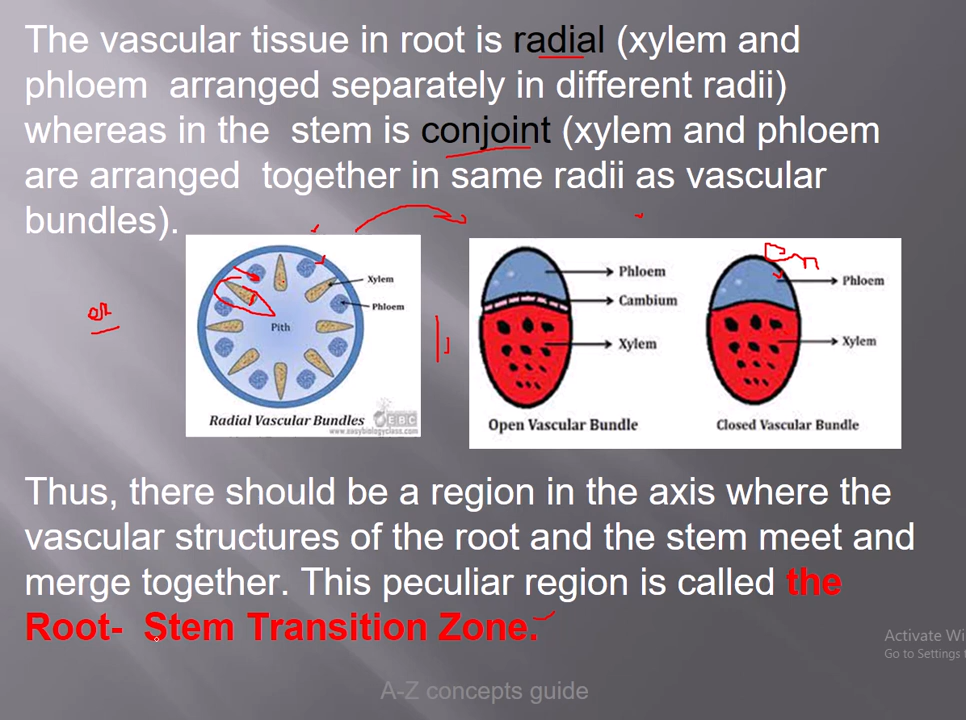 The vascular tissue in root is radial (xylem and
phloem arranged separately in different radii)
whereas in the stem is conjoint (xylem and phloem
are arranged together in same radii as vascular
bundles).
Xylem
Phloem
Pith
Radial Vascular Bundles
EBC
www.easybiologyclass.com
Phloem
Cambium
Xylem
Open Vascular Bundle
Phloem
Xylem
Closed Vascular Bundle
Thus, there should be a region in the axis where the
vascular structures of the root and the stem meet and
merge together. This peculiar region is called the
Root- Stem Transition Zone.
Activate Wi
Go to Settings
A-Z concepts guide